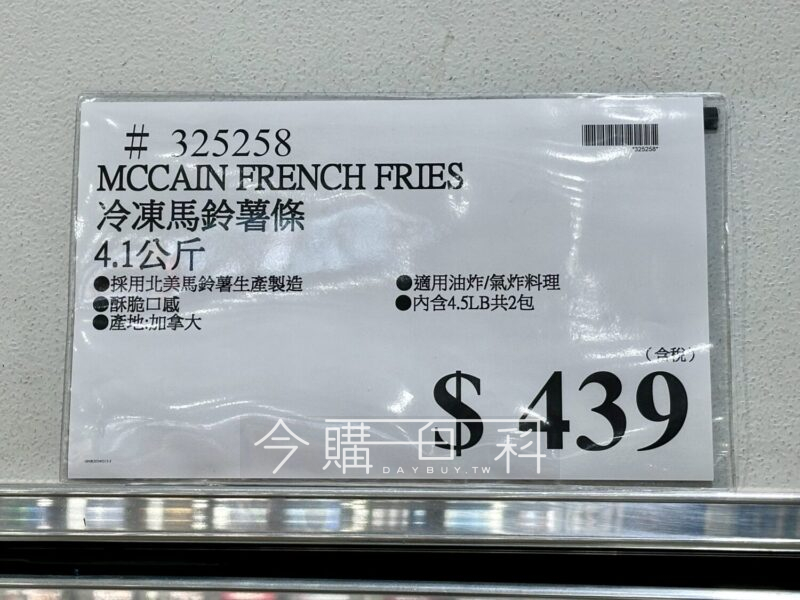 # 325258
*325258*
MCCAIN FRENCH FRIES
冷凍馬鈴薯條
4.1公斤
●採用北美馬鈴薯生產製造
●酥脆口感
●產地:加拿大
●適用油炸/氣炸料理
●內含4.5LB共2包
(含稅)
$ 439
今購百科
DAYBUY.TW